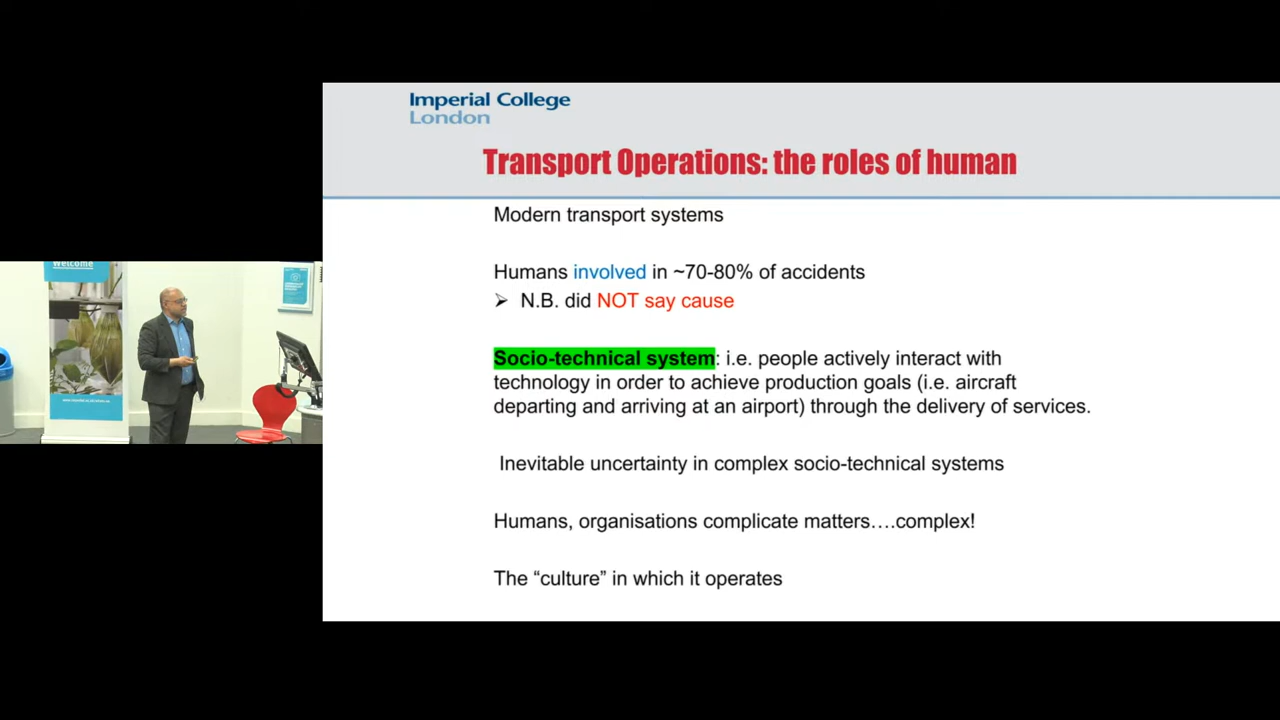 Imperial College
London
Transport Operations: the roles of human
Modern transport systems
Humans involved in ~70-80% of accidents
➢ N.B. did NOT say cause
Socio-technical system: i.e. people actively interact with
technology in order to achieve production goals (i.e. aircraft
departing and arriving at an airport) through the delivery of services.
Inevitable uncertainty in complex socio-technical systems
Humans, organisations complicate matters….complex!
The “culture” in which it operates
Welcome